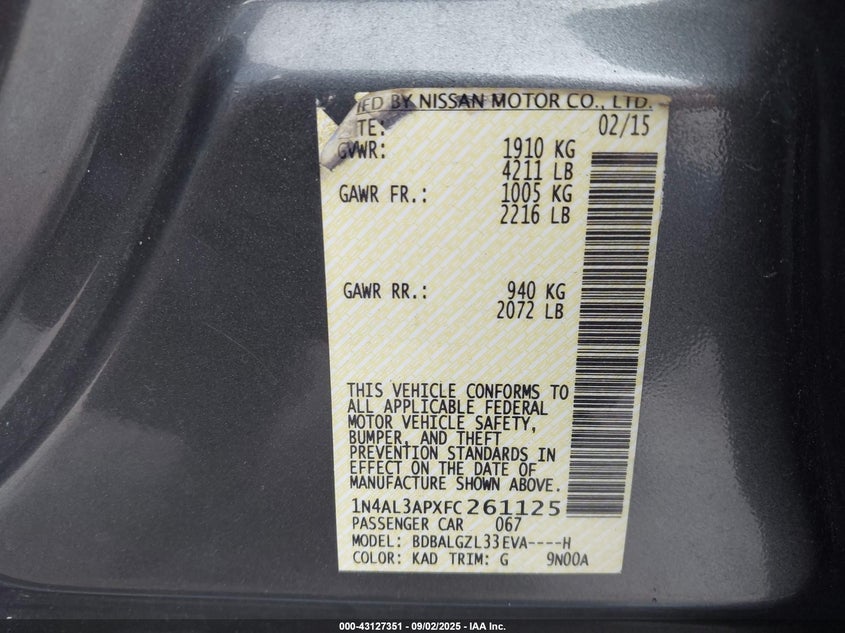 FED BY NISSAN MOTOR CO., LTD.
02/15
GVWR: 1910 KG
4211 LB
GAWR FR.: 1005 KG
2216 LB
GAWR RR.: 940 KG
2072 LB
THIS VEHICLE CONFORMS TO
ALL APPLICABLE FEDERAL
MOTOR VEHICLE SAFETY,
BUMPER, AND THEFT
PREVENTION STANDARDS IN
EFFECT ON THE DATE OF
MANUFACTURE SHOWN ABOVE.
1N4AL3APXFC261125
PASSENGER CAR 067
MODEL: BDBALGZL33EVA----H
COLOR: KAD TRIM: G 9N00A
000-43127351 - 09/02/2025 - IAA Inc.